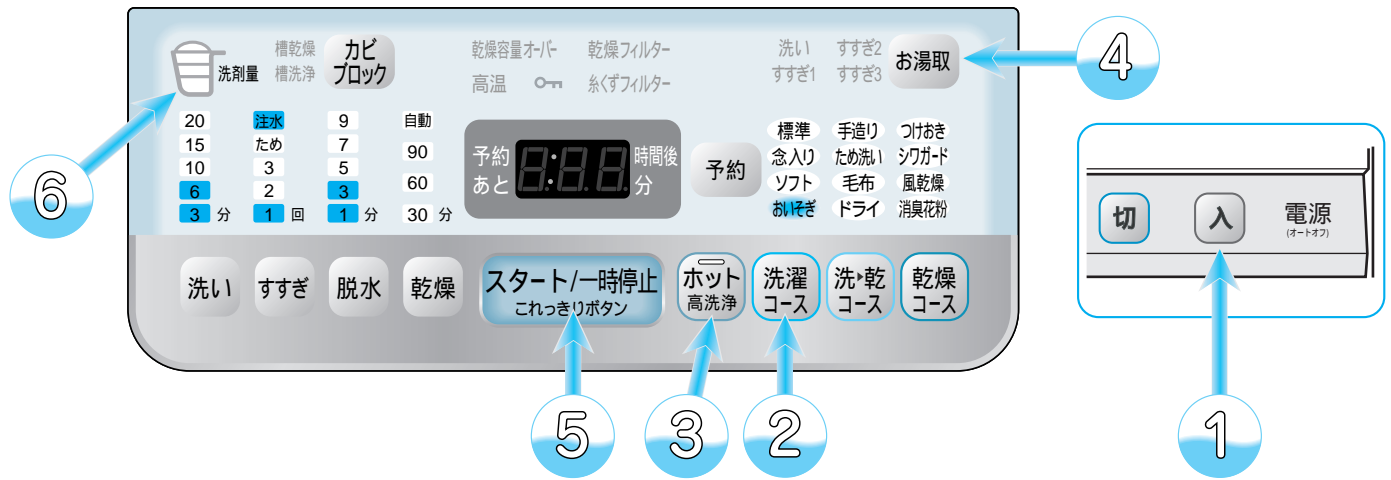 槽乾燥
槽洗浄
洗剤量
カビ
ブロック
乾燥容量オーバー
乾燥フィルター
高温
糸くずフィルター
洗い
すすぎ2
すすぎ1
すすぎ3
お湯取
4
6
20
15
10
6
3 分
注水
ため
3
2
1 回
9
7
5
3
1 分
自動
90
60
30 分
予約
あと
8:88
時間後
分
予約
標準 手造り つけおき
念入り ため洗い シワガード
ソフト 毛布 風乾燥
おいそぎ ドライ 消臭花粉
切
入
電源
(オートオフ)
洗い
すすぎ
脱水
乾燥
スタート/一時停止
これっきりボタン
ホット
高洗浄
洗濯
コース
洗▸乾
コース
乾燥
コース
5
3
2
1